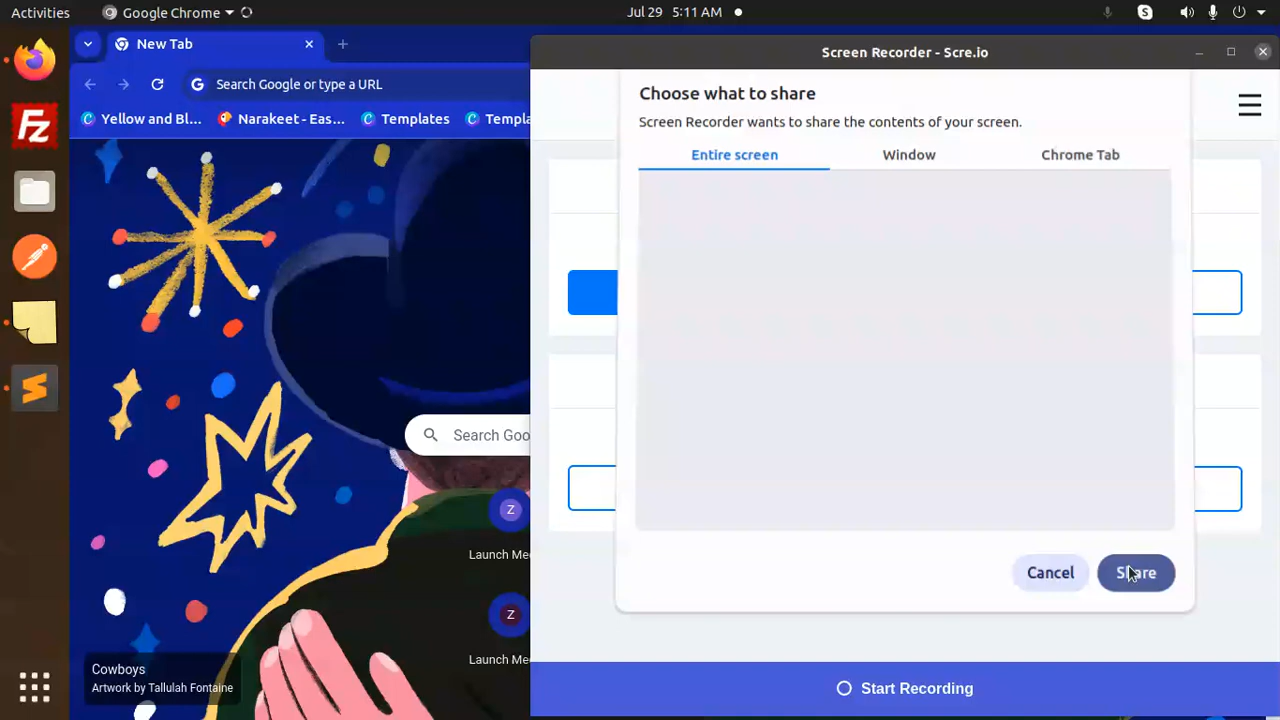 Activities
Google Chrome
Jul 29 5:11 AM
S
New Tab
Search Google or type a URL
Yellow and Bl...
Narakeet - Eas...
Templates
Templa
Screen Recorder - Scre.io
Choose what to share
Screen Recorder wants to share the contents of your screen.
Entire screen
Window
Chrome Tab
Fz
Search Goo
Z
Launch Me
Z
Launch Me
Cancel
Share
Cowboys
Artwork by Tallulah Fontaine
Start Recording